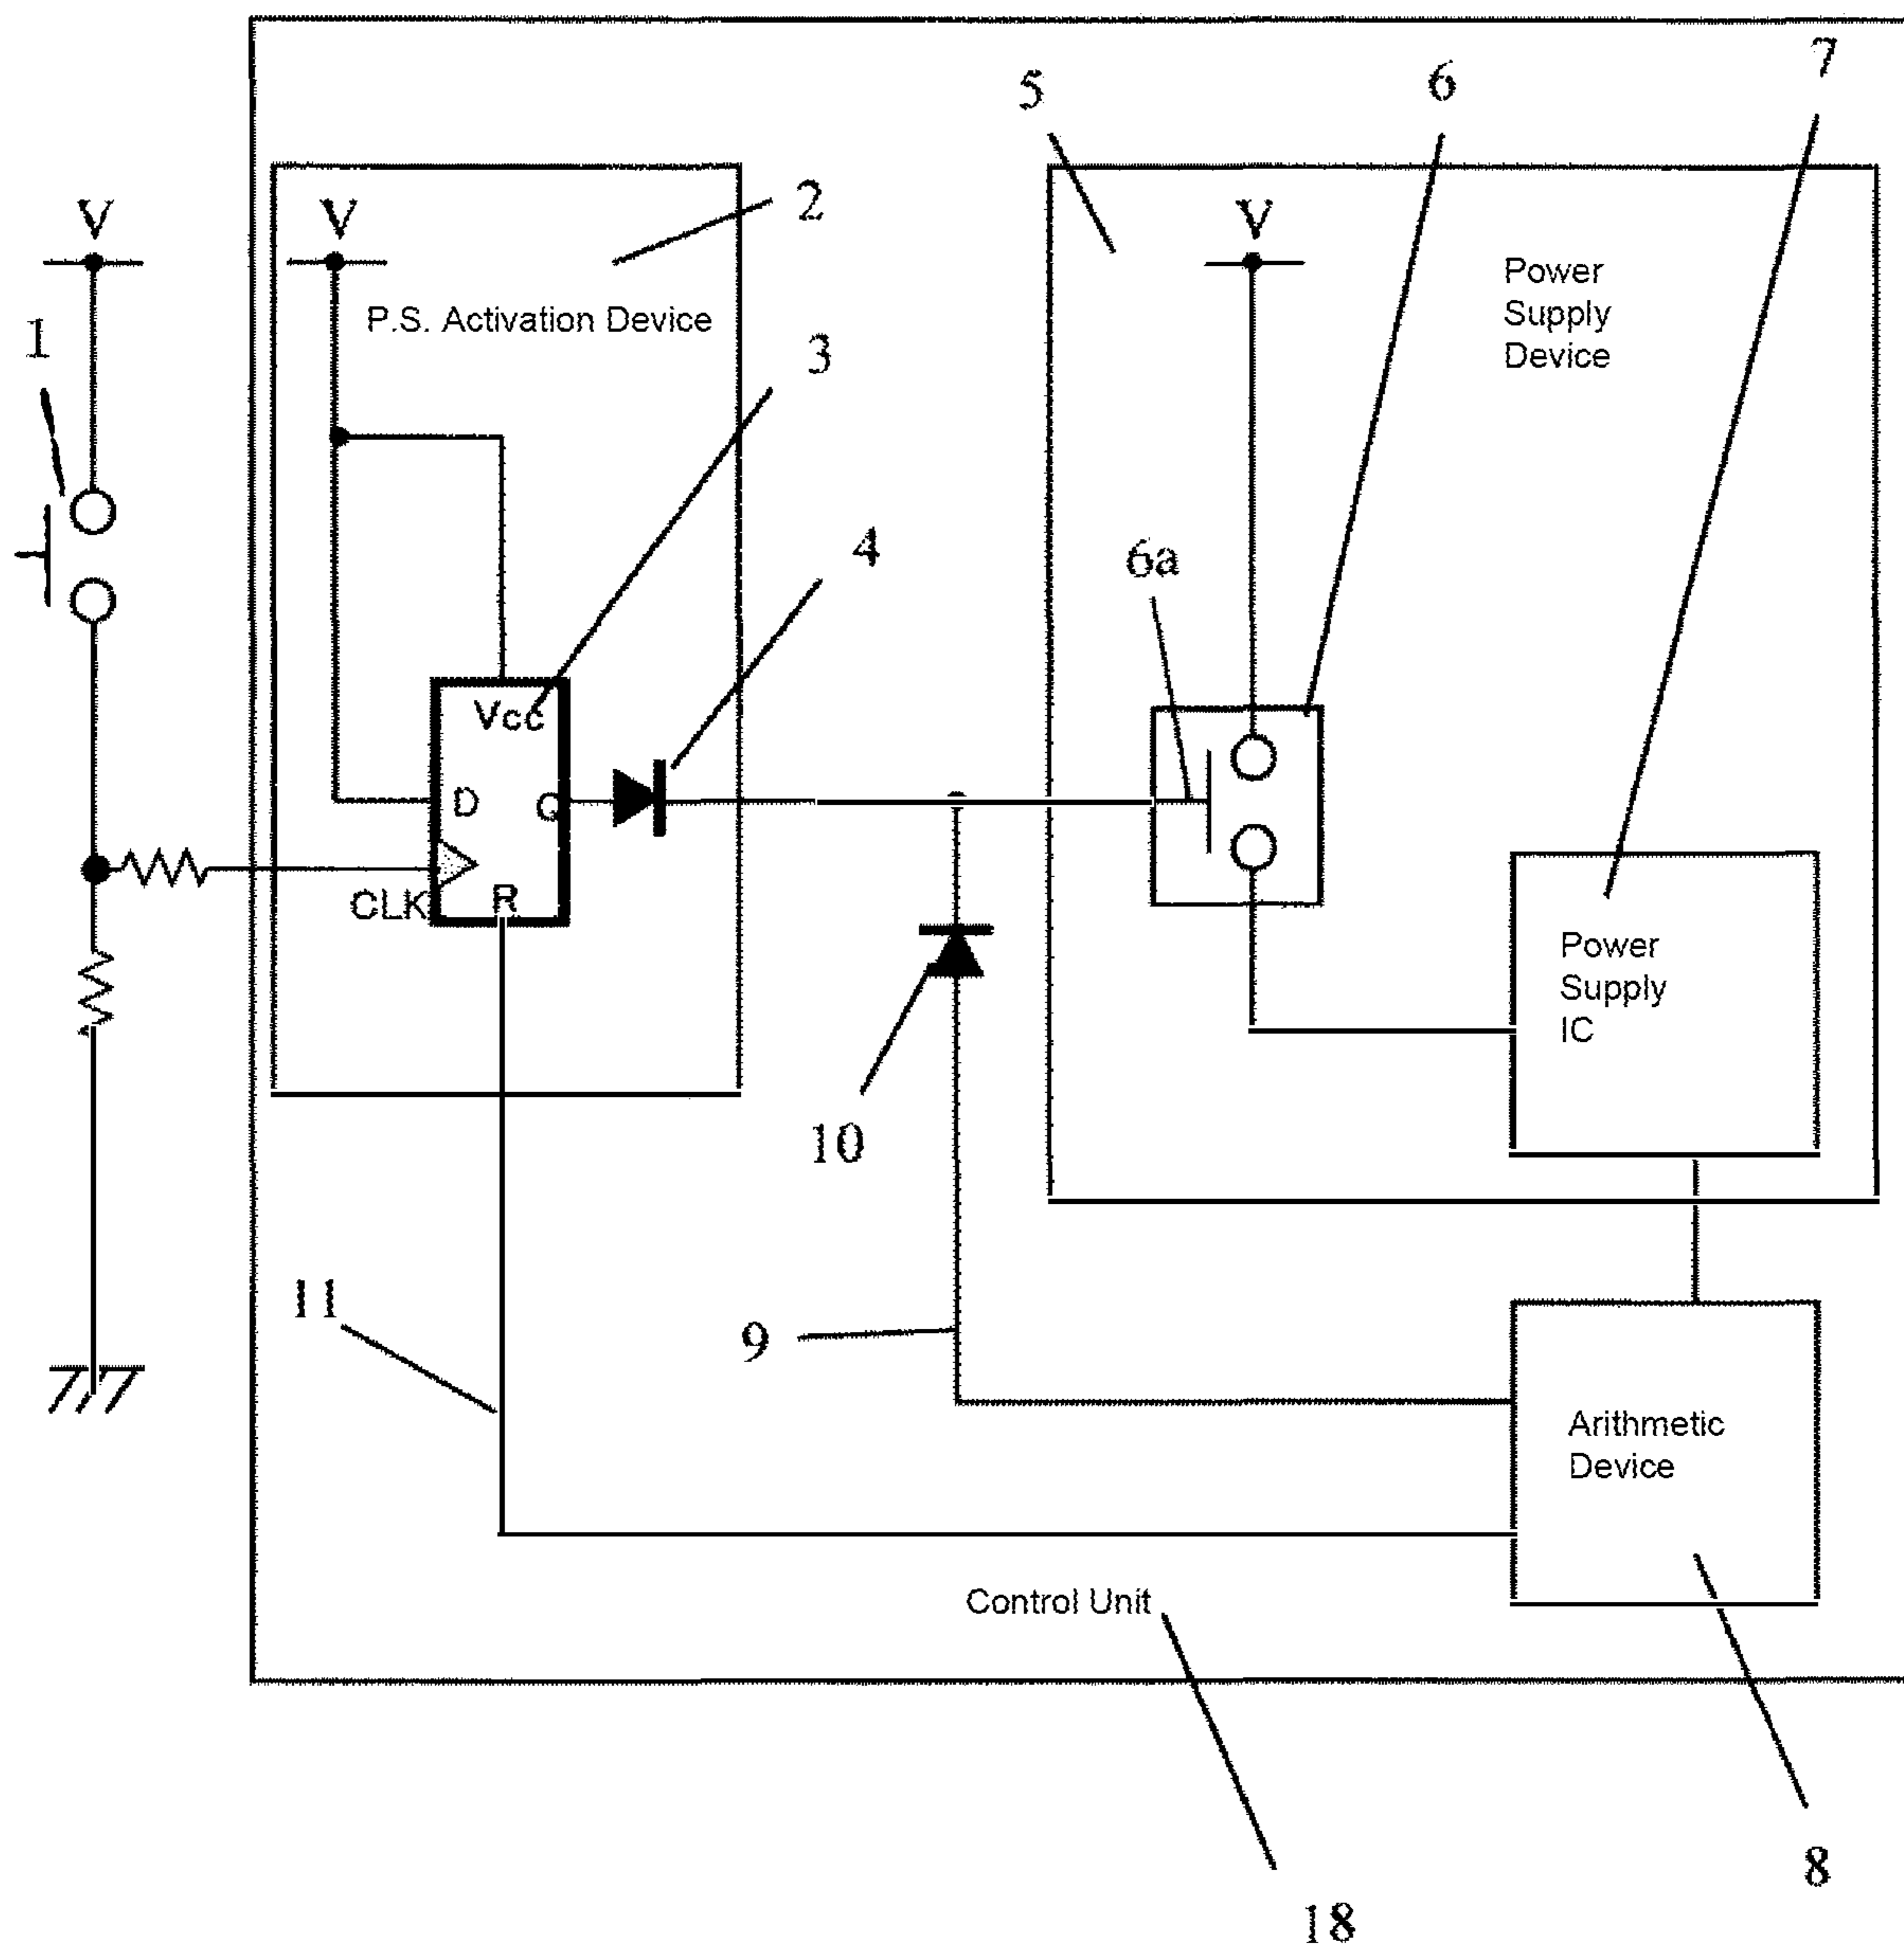 7
6
5
2
V
V
V
Power
Supply
Device
P.S. Activation Device
1
3
4
6a
Vcc
D
Q
CLK
R
Power
Supply
IC
10
11
9
Arithmetic
Device
Control Unit
8
18